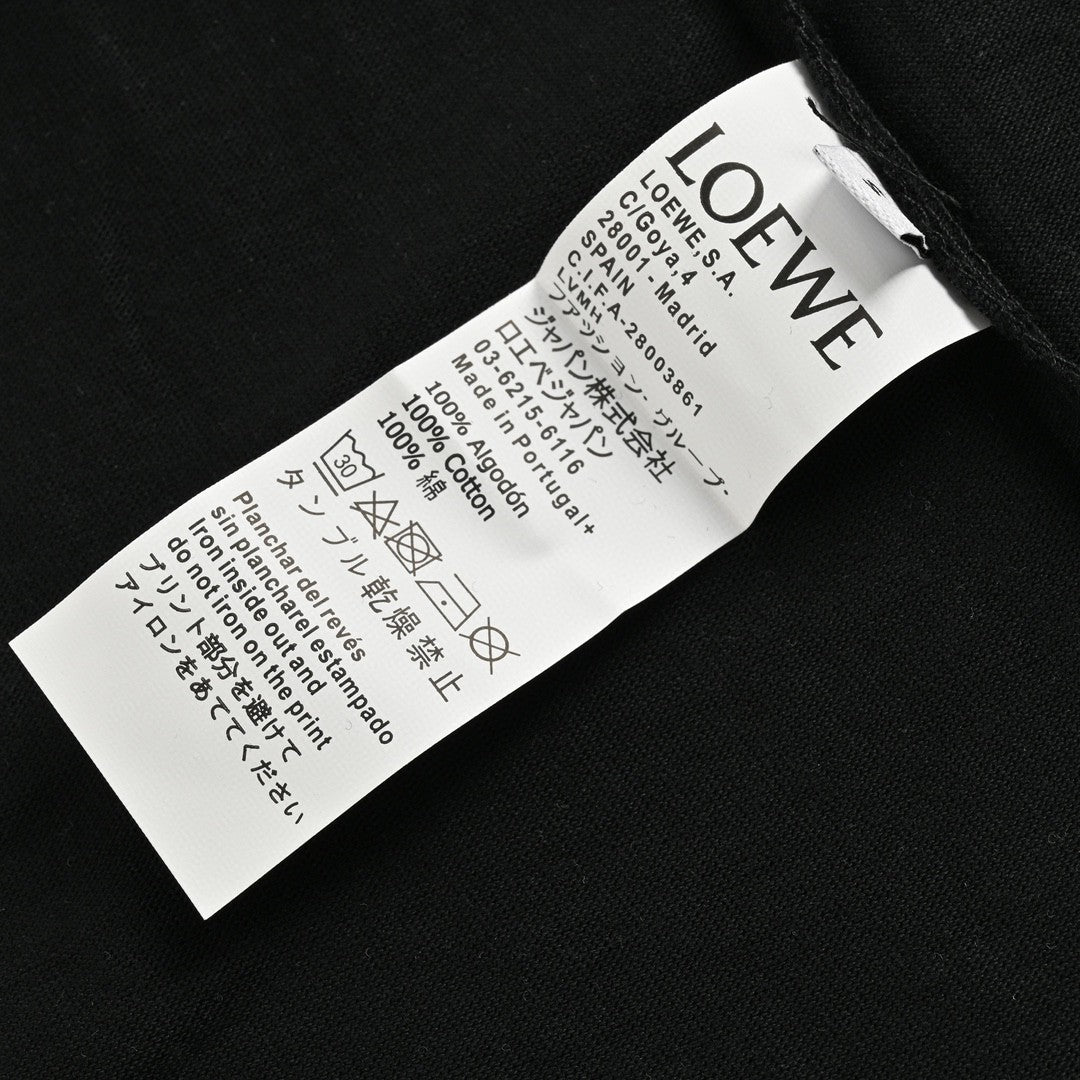 LOEWE
LOEWE,S.A.
C/Goya,4
28001-Madrid
SPAIN
C.I.F.A-28003861
LVMH
ファッション-グループ-
ジャパン株式会社
ロエベジャパン
03-6215-6116
Made in Portugal+
100% Algodón
100% Cotton
100% 綿
30
タンブル乾燥禁止
Planchar del revés
sin plancharel estampado
Iron inside out and
do not iron on the print
プリント部分を避けて
アイロンをあててください